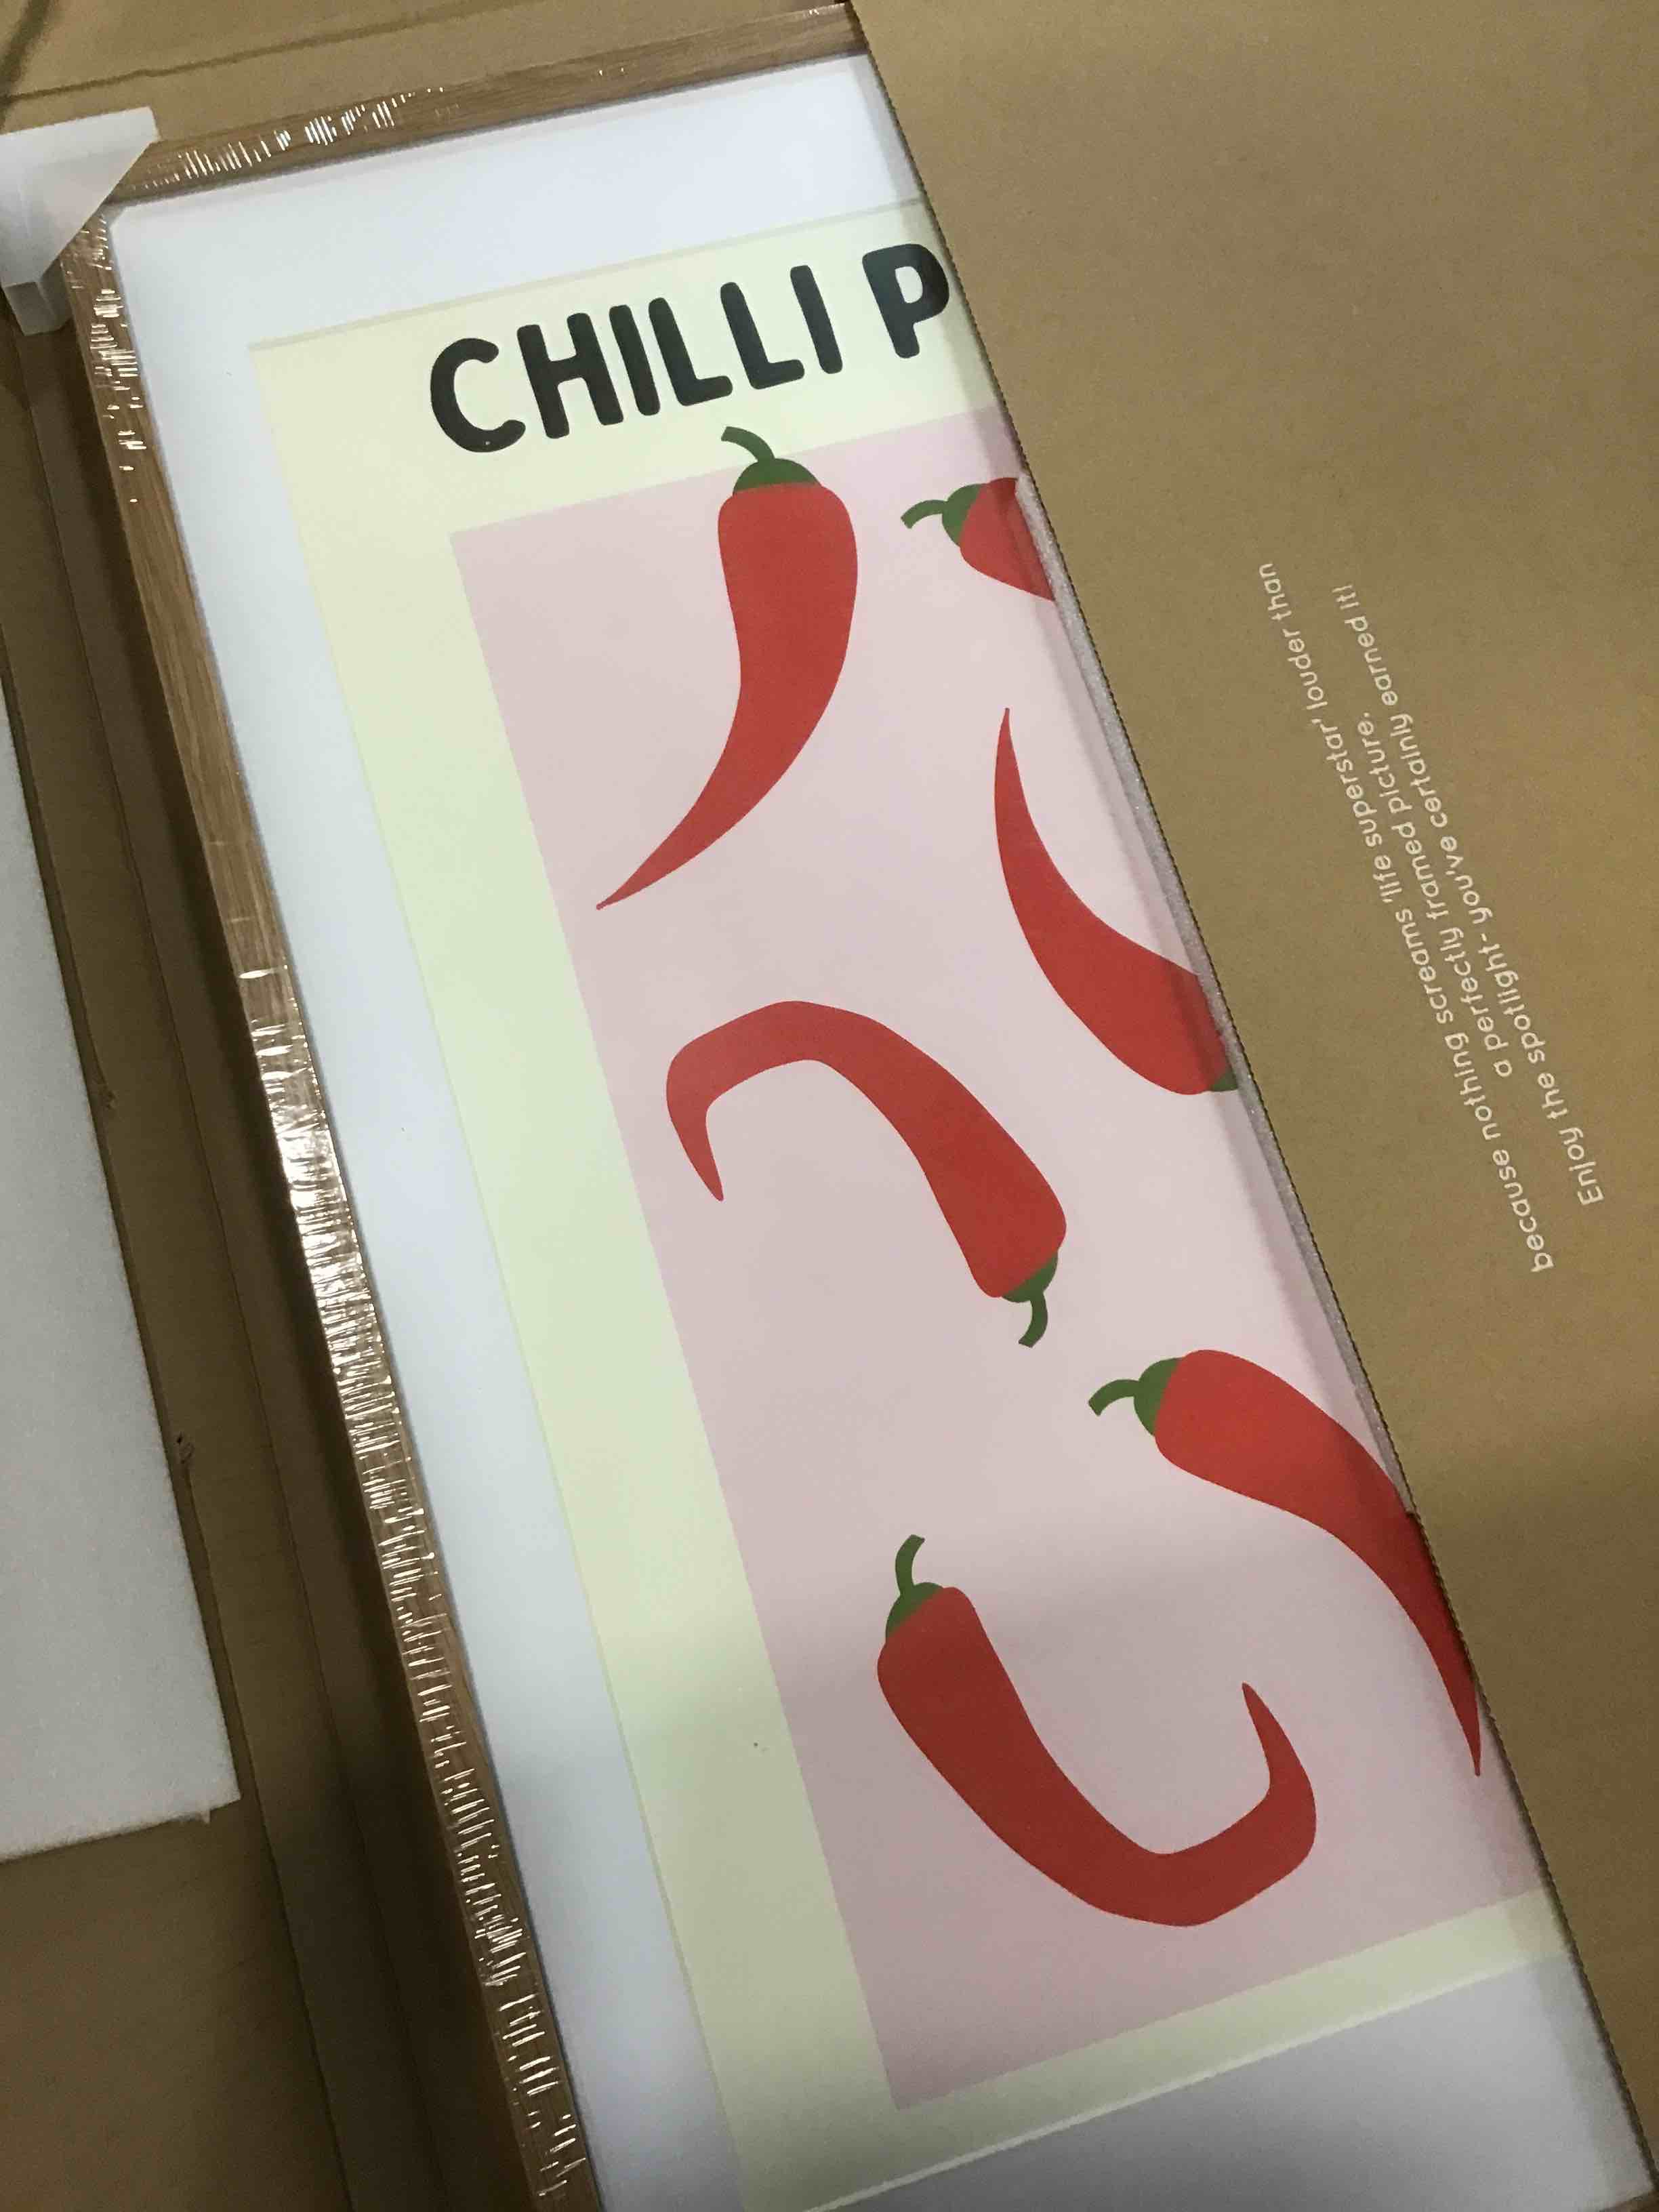 CHILLI P
because nothing screams 'life superstar' louder than
a perfectly framed picture.
Enjoy the spotlight - you've certainly earned it!